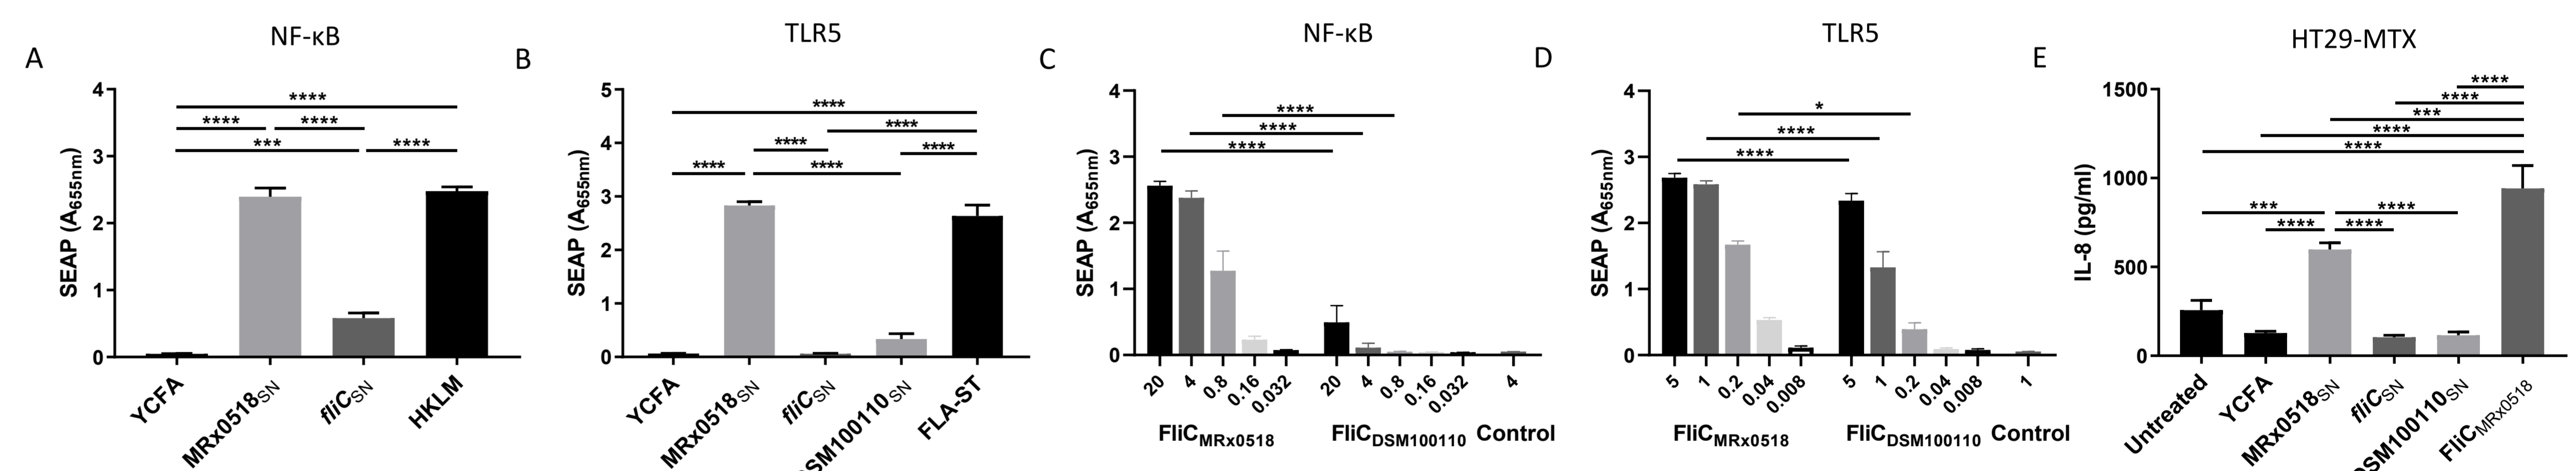 A
NF-κB
SEAP (A655nm)
4
3
2
1
0
****
**** ****
*** ****
YCFA
MRx0518SN
fliCSN
HKLM
B
TLR5
SEAP (A655nm)
5
4
3
2
1
0
****
****
**** ****
**** ****
YCFA
MRx0518SN
fliCSN
DSM100110SN
FLA-ST
C
NF-κB
SEAP (A655nm)
4
3
2
1
0
****
****
****
20 4 0.8 0.16 0.032 20 4 0.8 0.16 0.032 4
FliCMRx0518 FliCDSM100110 Control
D
TLR5
SEAP (A655nm)
4
3
2
1
0
*
****
****
5 1 0.2 0.04 0.008 5 1 0.2 0.04 0.008 1
FliCMRx0518 FliCDSM100110 Control
E
HT29-MTX
IL-8 (pg/ml)
1500
1000
500
0
****
****
***
****
****
*** ****
**** ****
Untreated
YCFA
MRx0518SN
fliCSN
DSM100110SN
FliCMRx0518